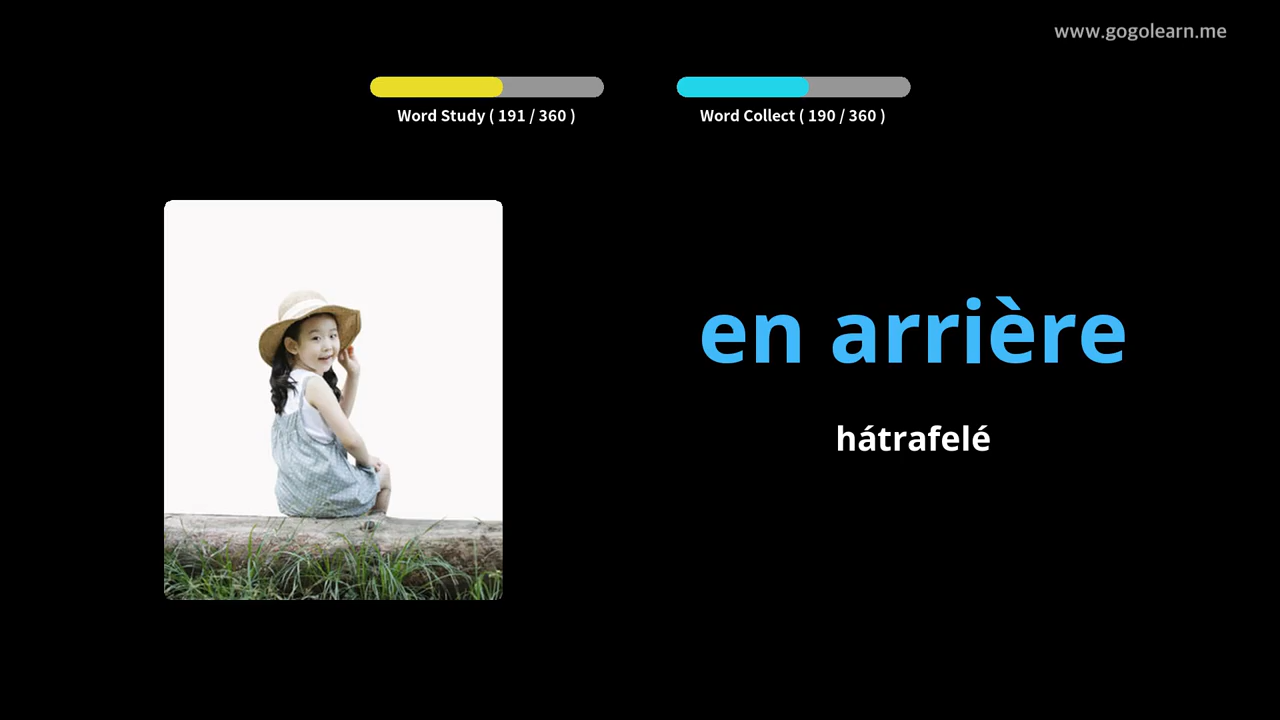 www.gogolearn.me
Word Study ( 191 / 360 )
Word Collect ( 190 / 360 )
en arrière
hátrafelé